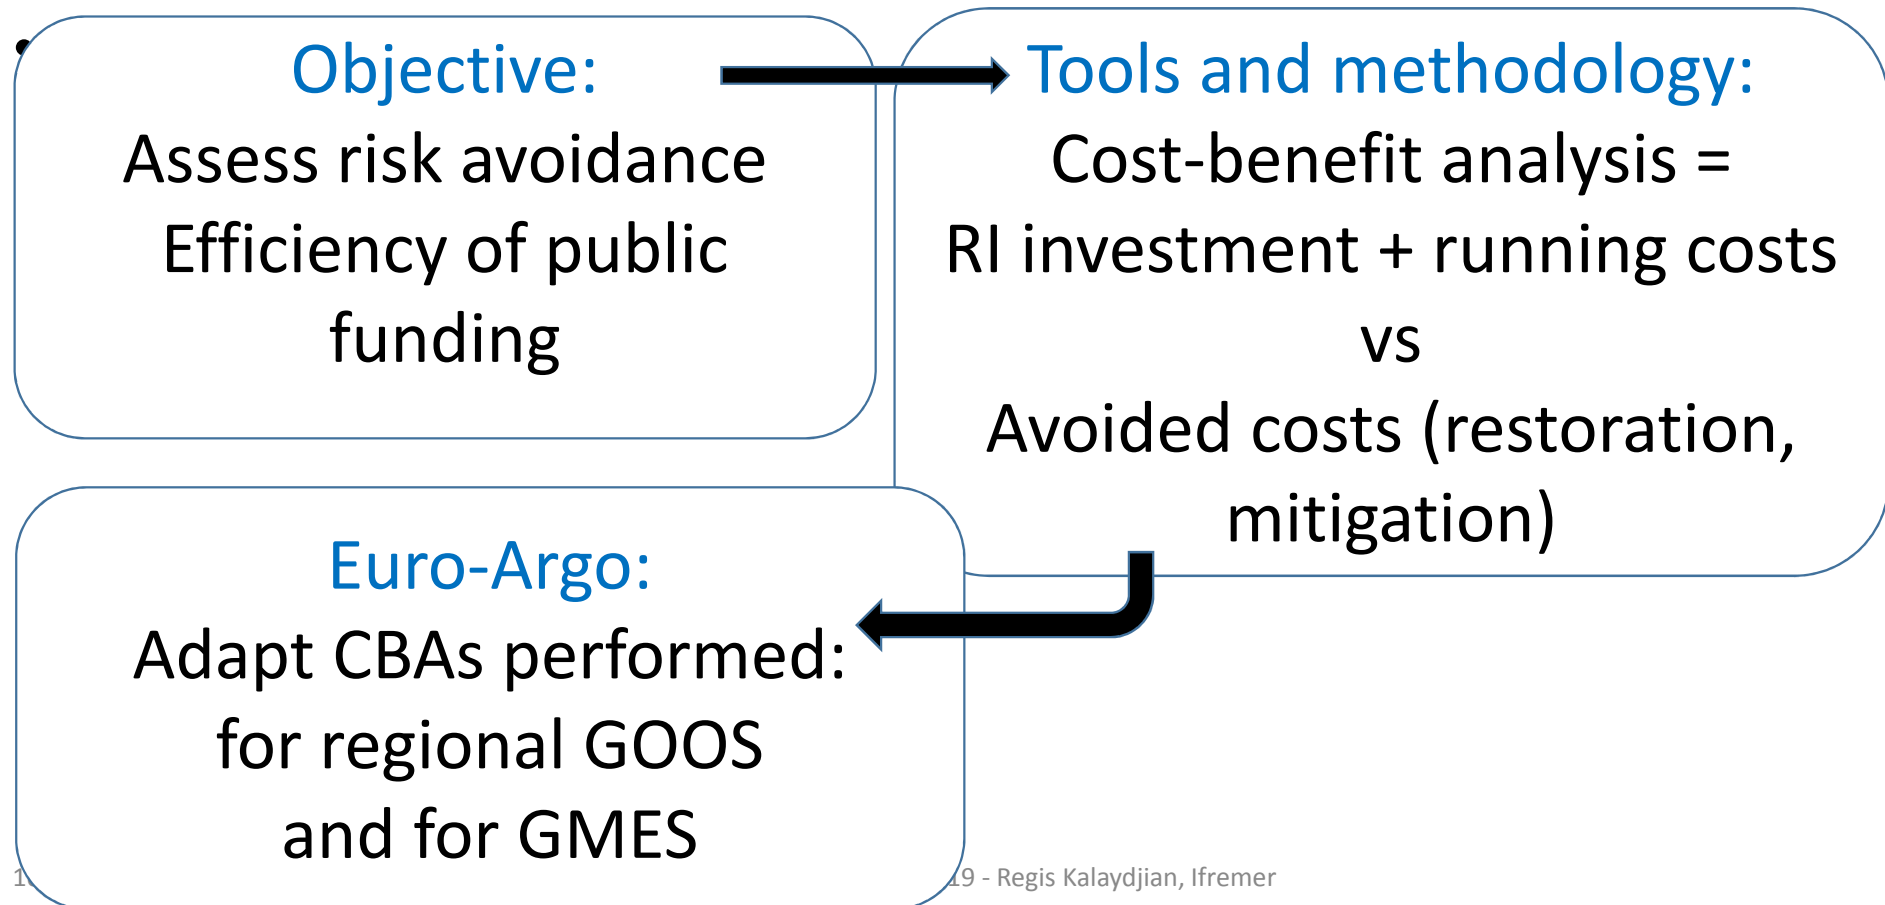 Objective:
Assess risk avoidance
Efficiency of public
funding
Tools and methodology:
Cost-benefit analysis =
RI investment + running costs
vs
Avoided costs (restoration,
mitigation)
Euro-Argo:
Adapt CBAs performed:
for regional GOOS
and for GMES
19 - Regis Kalaydjian, Ifremer